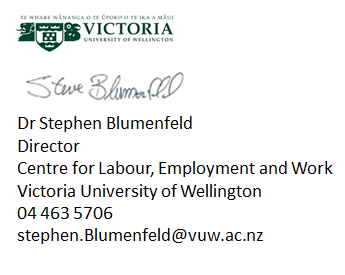 TE WHARE WĀNANGA O TE ŪPOKO O TE IKA A MĀUI
VICTORIA
UNIVERSITY OF WELLINGTON
Steve Blumenfeld
Dr Stephen Blumenfeld
Director
Centre for Labour, Employment and Work
Victoria University of Wellington
04 463 5706
stephen.Blumenfeld@vuw.ac.nz